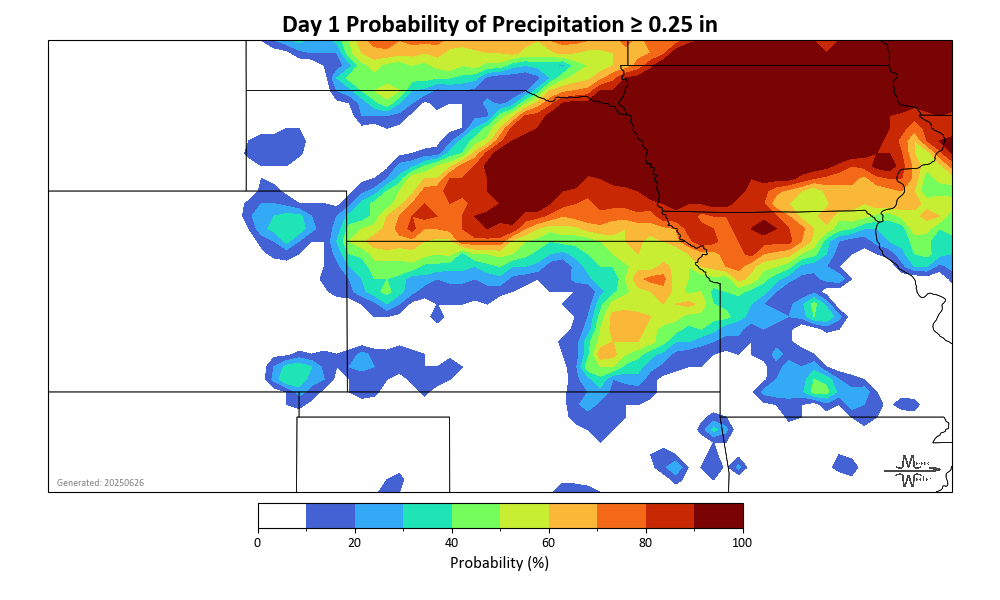 Day 1 Probability of Precipitation ≥ 0.25 in
Generated: 20250626
0 20 40 60 80 100
Probability (%)